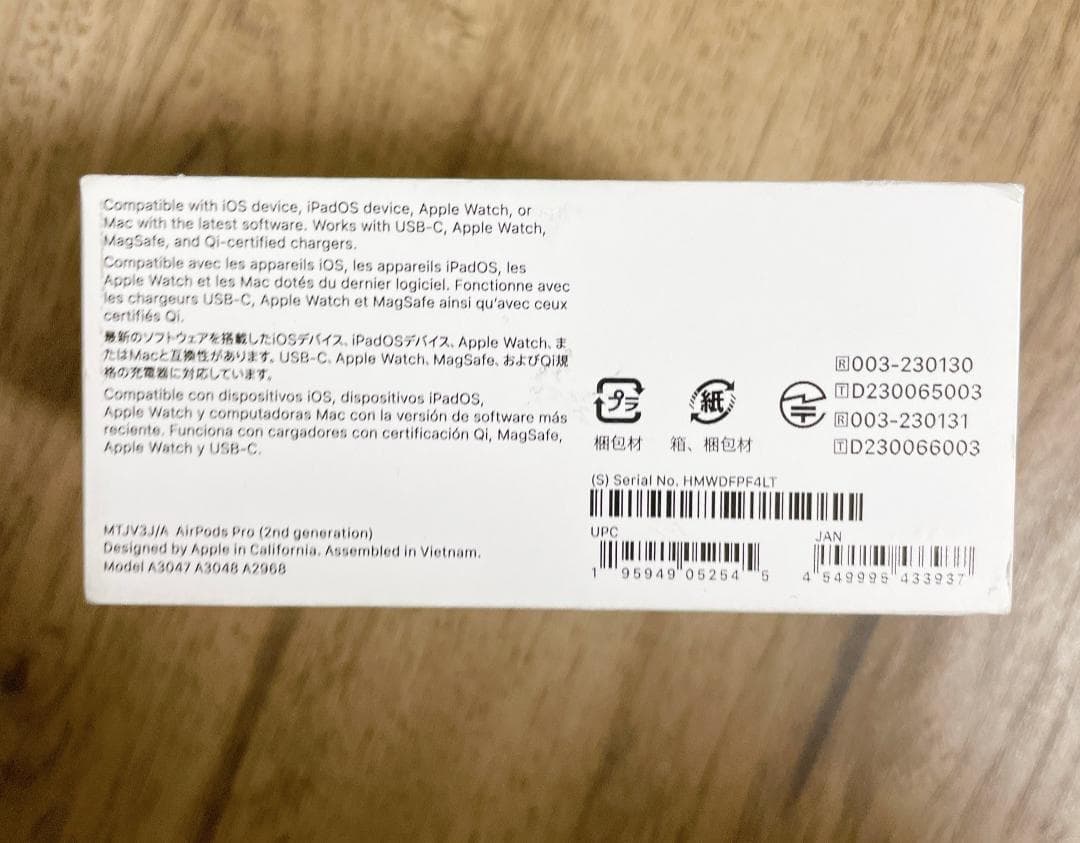 Compatible with iOS device, iPadOS device, Apple Watch, or
Mac with the latest software. Works with USB-C, Apple Watch,
MagSafe, and Qi-certified chargers.
Compatible avec les appareils iOS, les appareils iPadOS, les
Apple Watch et les Mac dotés du dernier logiciel. Fonctionne avec
les chargeurs USB-C, Apple Watch et MagSafe ainsi qu'avec ceux
certifiés Qi.
最新のソフトウェアを搭載したiOSデバイス、iPadOSデバイス、Apple Watch、ま
たはMacと互換性があります。USB-C、Apple Watch、MagSafe、およびQi規
格の充電器に対応しています。
Compatible con dispositivos iOS, dispositivos iPadOS,
Apple Watch y computadoras Mac con la versión de software más
reciente. Funciona con cargadores con certificación Qi, MagSafe,
Apple Watch y USB-C.
MTJV3J/A AirPods Pro (2nd generation)
Designed by Apple in California. Assembled in Vietnam.
Model A3047 A3048 A2968
プラ
梱包材
紙
箱、梱包材
R 003-230130
T D230065003
R 003-230131
T D230066003
(S) Serial No. HMWDFPF4LT
UPC
1 95949 05254 5
JAN
4 549995 433937